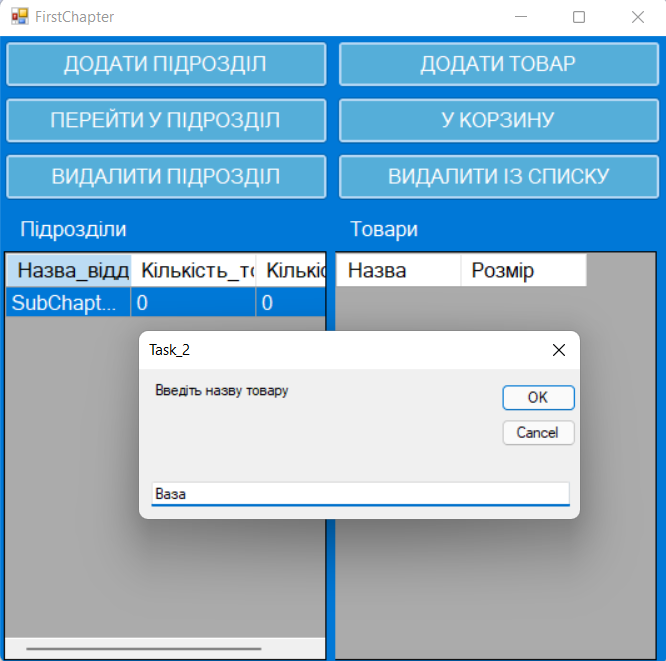 FirstChapter
ДОДАТИ ПІДРОЗДІЛ ДОДАТИ ТОВАР
ПЕРЕЙТИ У ПІДРОЗДІЛ У КОРЗИНУ
ВИДАЛИТИ ПІДРОЗДІЛ ВИДАЛИТИ ІЗ СПИСКУ
Підрозділи Товари
Назва_відд Кількість_то Кількіс Назва Розмір
SubChapt... 0 0
Task_2
Введіть назву товару
OK
Cancel
Ваза